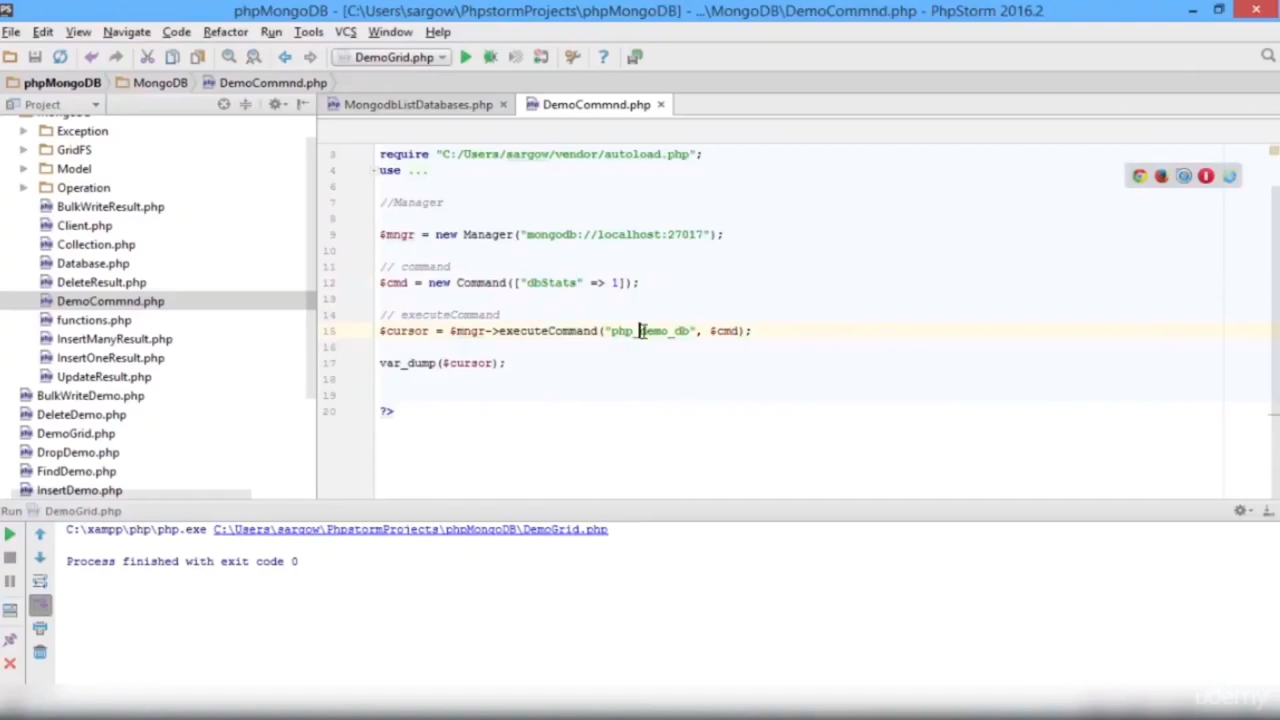 phpMongoDB - [C:\Users\sargow\PhpstormProjects\phpMongoDB] - ...\MongoDB\DemoCommnd.php - PhpStorm 2016.2
File Edit View Navigate Code Refactor Run Tools VCS Window Help
DemoGrid.php
phpMongoDB MongoDB DemoCommnd.php
Project
MongodbListDatabases.php DemoCommnd.php
Exception
GridFS
Model
Operation
BulkWriteResult.php
Client.php
Collection.php
Database.php
DeleteResult.php
DemoCommnd.php
functions.php
InsertManyResult.php
InsertOneResult.php
UpdateResult.php
BulkWriteDemo.php
DeleteDemo.php
DemoGrid.php
DropDemo.php
FindDemo.php
InsertDemo.php
3 require "C:/Users/sargow/vendor/autoload.php";
4 use ...
6
7 //Manager
8
9 $mngr = new Manager("mongodb://localhost:27017");
10
11 // command
12 $cmd = new Command(["dbStats" => 1]);
13
14 // executeCommand
15 $cursor = $mngr->executeCommand("php_demo_db", $cmd);
16
17 var_dump($cursor);
18
19
20 ?>
Run DemoGrid.php
C:\xampp\php\php.exe C:\Users\sargow\PhpstormProjects\phpMongoDB\DemoGrid.php
Process finished with exit code 0
udemy